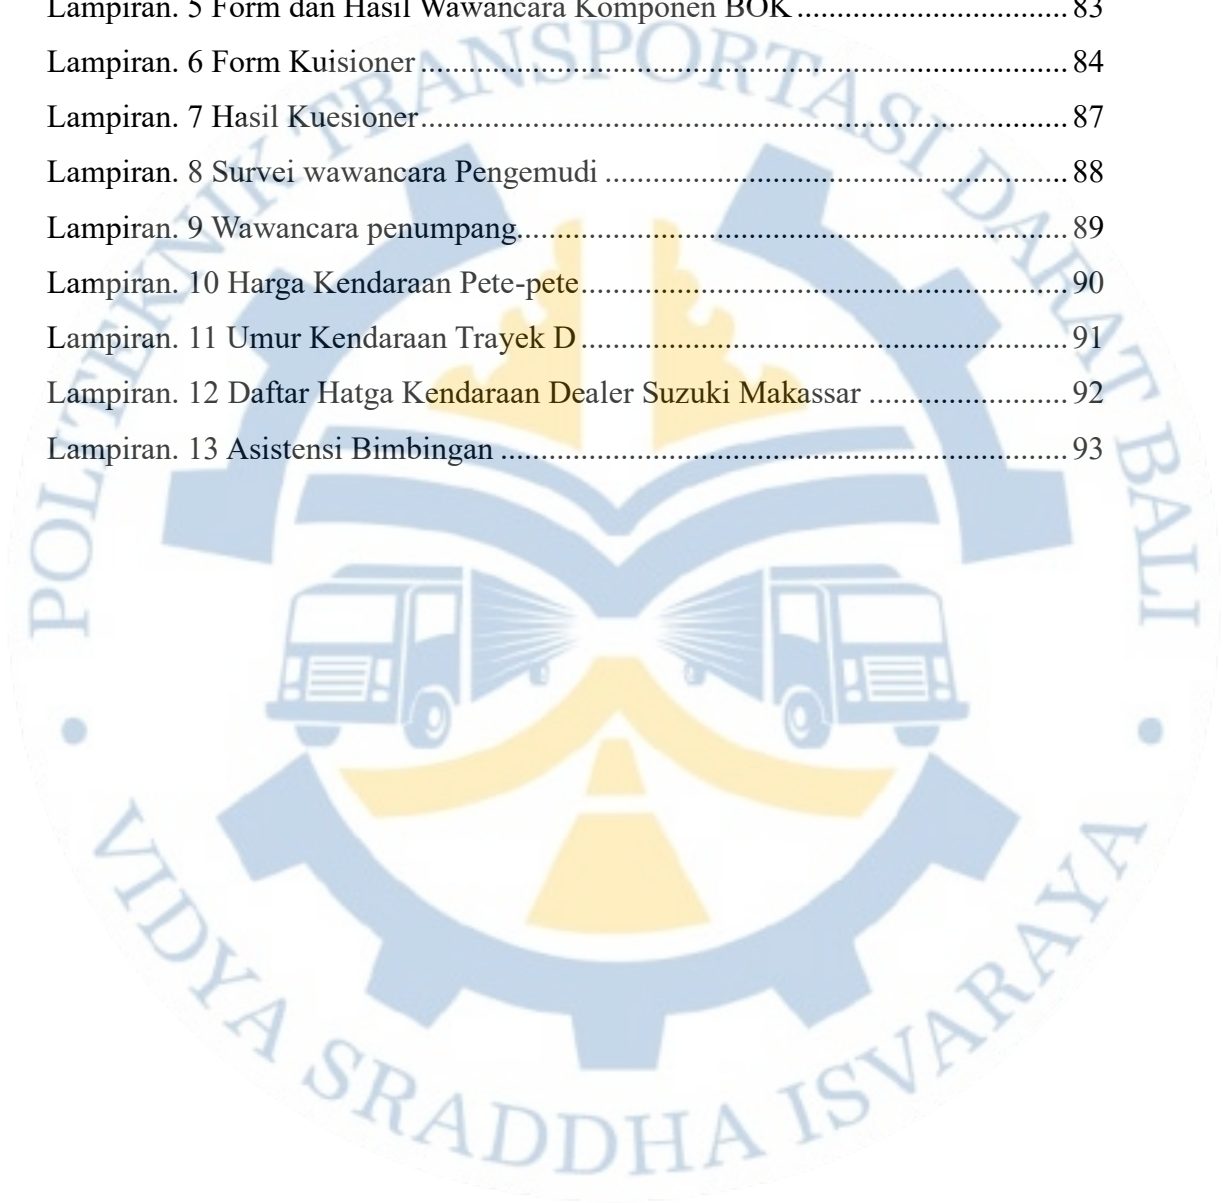 Lampiran. 5 Form dan Hasil Wawancara Komponen BOK ........ 83
Lampiran. 6 Form Kuisioner ........ 84
Lampiran. 7 Hasil Kuesioner ........ 87
Lampiran. 8 Survei wawancara Pengemudi ........ 88
Lampiran. 9 Wawancara penumpang ........ 89
Lampiran. 10 Harga Kendaraan Pete-pete ........ 90
Lampiran. 11 Umur Kendaraan Trayek D ........ 91
Lampiran. 12 Daftar Hatga Kendaraan Dealer Suzuki Makassar ........ 92
Lampiran. 13 Asistensi Bimbingan ........ 93
POLITEKNIK TRANSPORTASI DARAT BALI
VIDYA SRADDHA ISVARAYA